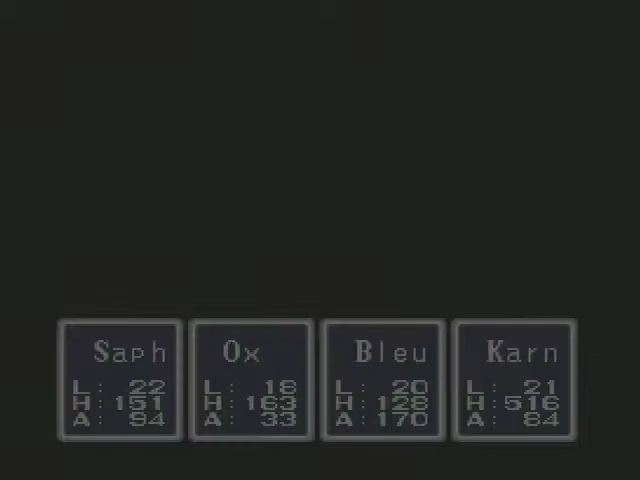 Saph Ox Bleu Karn
L: 22 L: 18 L: 20 L: 21
H: 151 H: 163 H: 128 H: 516
A: 94 A: 33 A: 170 A: 84